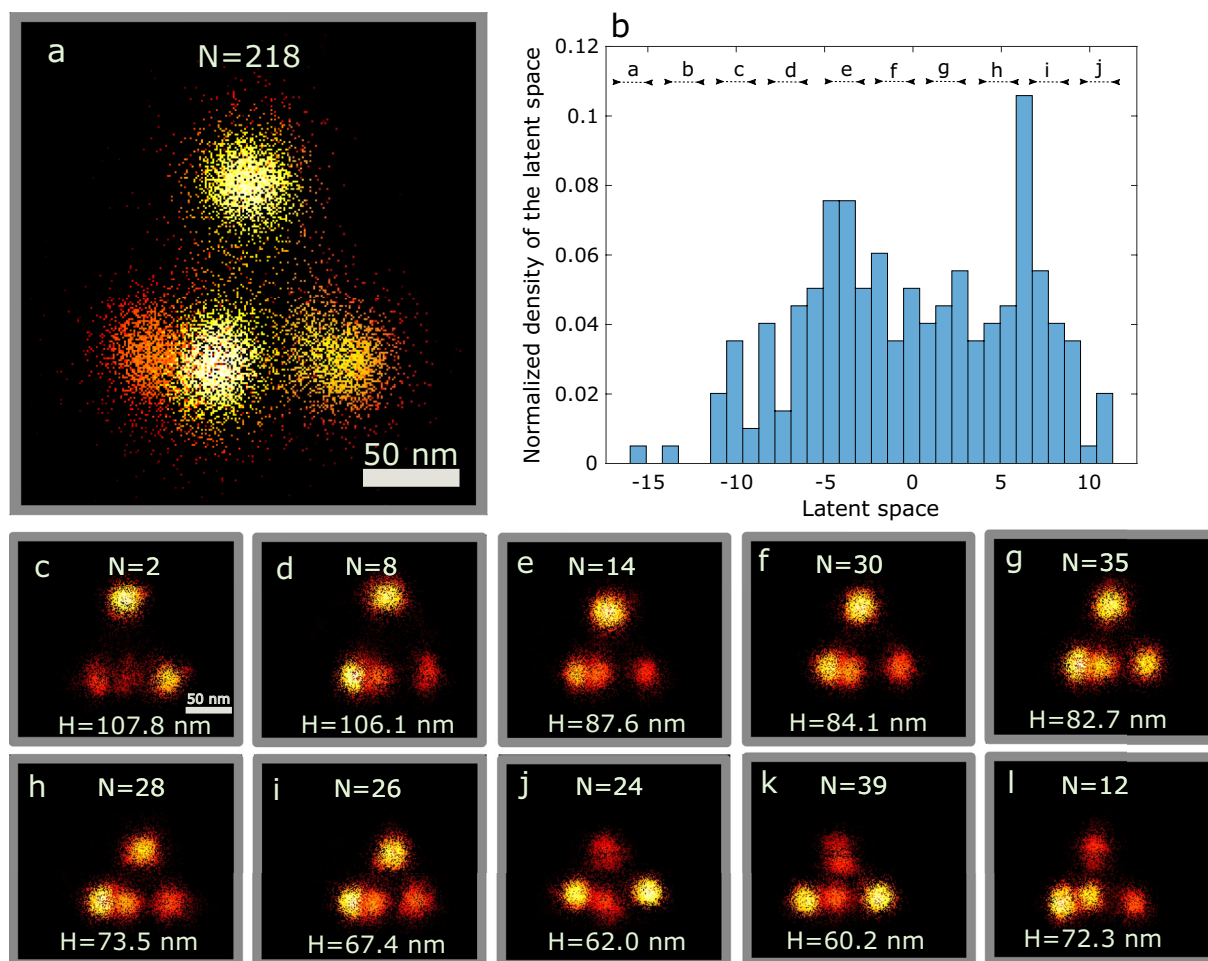 a
N=218
50 nm
b
0.12
a b c d e f g h i j
0.1
0.08
0.06
0.04
0.02
0
Normalized density of the latent space
-15 -10 -5 0 5 10
Latent space
c
N=2
50 nm
H=107.8 nm
d
N=8
H=106.1 nm
e
N=14
H=87.6 nm
f
N=30
H=84.1 nm
g
N=35
H=82.7 nm
h
N=28
H=73.5 nm
i
N=26
H=67.4 nm
j
N=24
H=62.0 nm
k
N=39
H=60.2 nm
l
N=12
H=72.3 nm